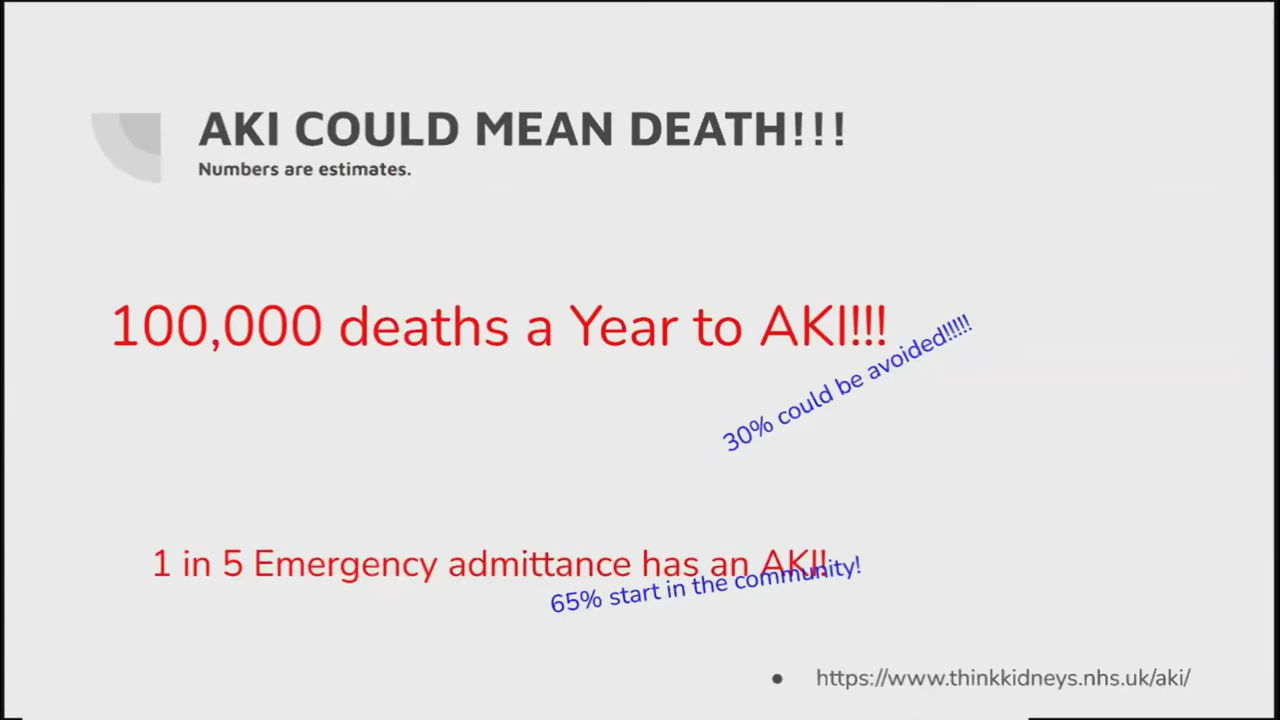 AKI COULD MEAN DEATH!!!
Numbers are estimates.
100,000 deaths a Year to AKI!!!
30% could be avoided!!!!!
1 in 5 Emergency admittance has an AKI!
65% start in the community!
https://www.thinkkidneys.nhs.uk/aki/